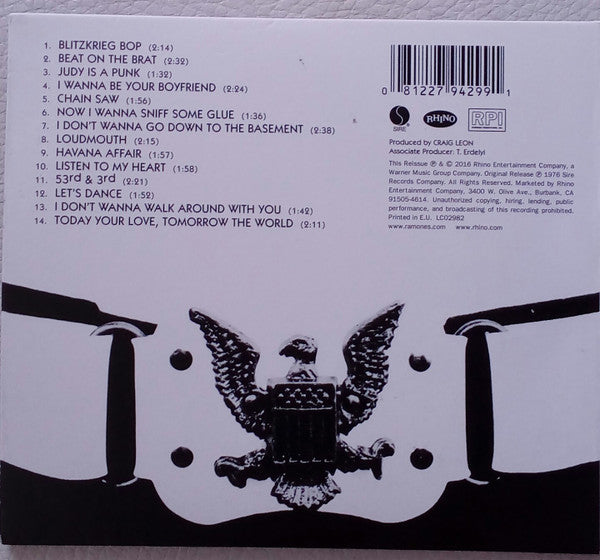 1. BLITZKRIEG BOP (2:14)
2. BEAT ON THE BRAT (2:32)
3. JUDY IS A PUNK (1:32)
4. I WANNA BE YOUR BOYFRIEND (2:24)
5. CHAIN SAW (1:56)
6. NOW I WANNA SNIFF SOME GLUE (1:36)
7. I DON'T WANNA GO DOWN TO THE BASEMENT (2:38)
8. LOUDMOUTH (2:15)
9. HAVANA AFFAIR (1:57)
10. LISTEN TO MY HEART (1:58)
11. 53rd & 3rd (2:21)
12. LET'S DANCE (1:52)
13. I DON'T WANNA WALK AROUND WITH YOU (1:42)
14. TODAY YOUR LOVE, TOMORROW THE WORLD (2:11)
0 81227 94299 1
SIRE RHINO RPI
Produced by CRAIG LEON
Associate Producer: T. Erdelyi
This Reissue ℗ & © 2016 Rhino Entertainment Company, a
Warner Music Group Company. Original Release ℗ 1976 Sire
Records Company. All Rights Reserved. Marketed by Rhino
Entertainment Company, 3400 W. Olive Ave., Burbank, CA
91505-4614. Unauthorized copying, hiring, lending, public
performance, and broadcasting of this recording prohibited.
Printed in E.U. LC02982
www.ramones.com www.rhino.com